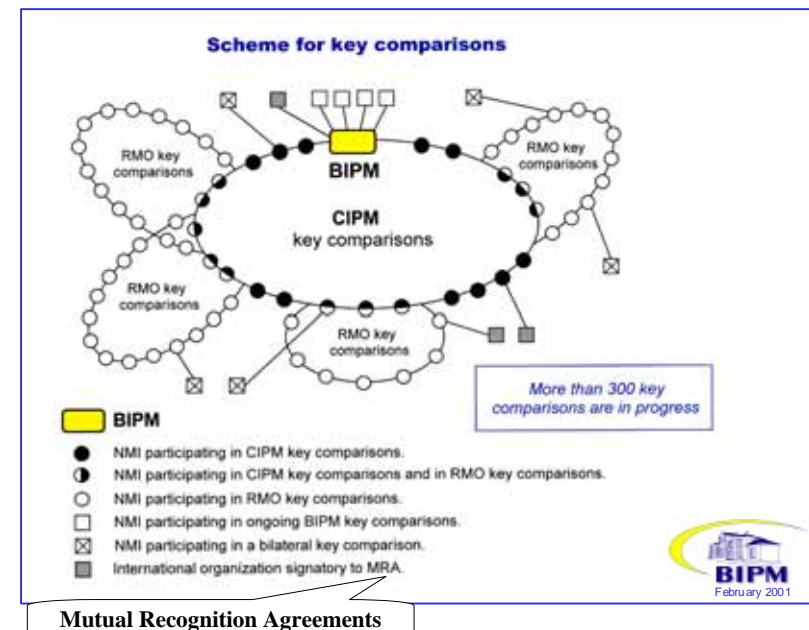 Scheme for key comparisons
RMO key
comparisons
BIPM
RMO key
comparisons
CIPM
key comparisons
RMO key
comparisons
RMO key
comparisons
More than 300 key
comparisons are in progress
BIPM
NMI participating in CIPM key comparisons.
NMI participating in CIPM key comparisons and in RMO key comparisons.
NMI participating in RMO key comparisons.
NMI participating in ongoing BIPM key comparisons.
NMI participating in a bilateral key comparison.
International organization signatory to MRA.
BIPM
February 2001
Mutual Recognition Agreements